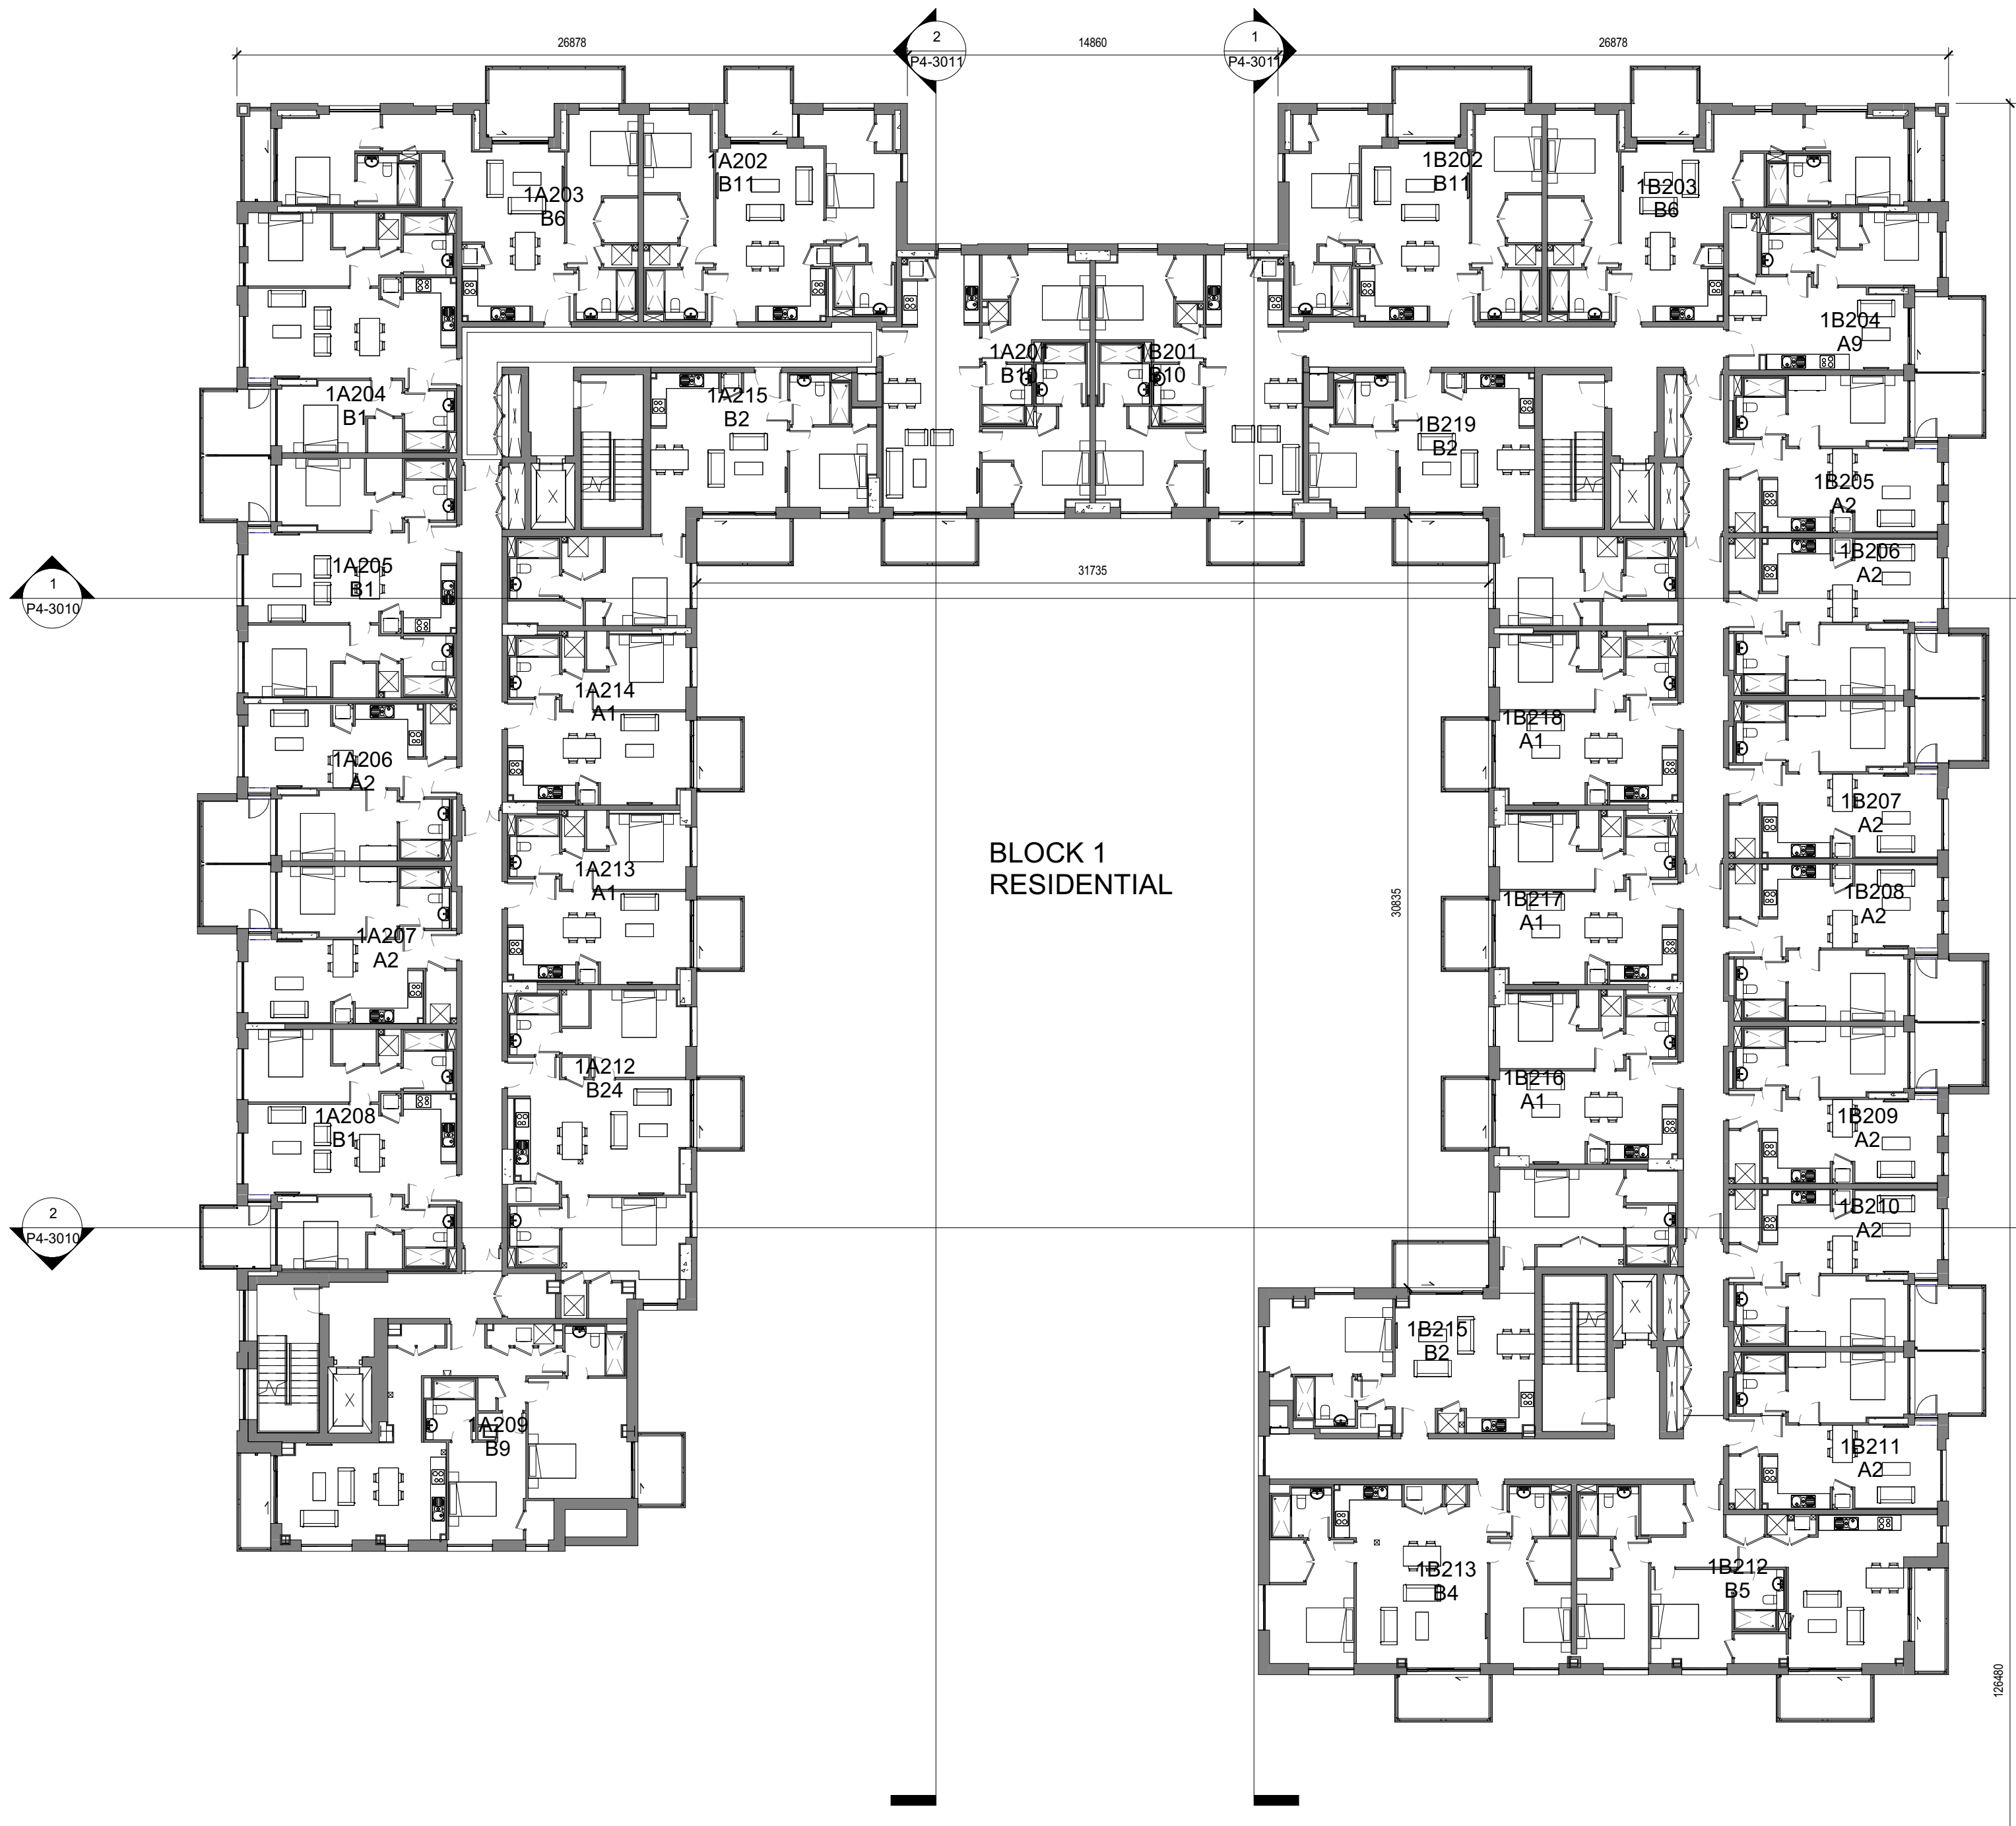 2
1
26878
14860
26878
P4-3011
P4-3011
1A203
B6
1A202
B11
1B202
B11
1B203
B6
1A201
B10
1B201
B10
1B204
A9
1A204
B1
1A215
B2
1B219
B2
1B205
A2
1A205
B1
1B206
A2
31735
1
P4-3010
1A214
A1
1B218
A1
1A206
A2
1B207
A2
1A213
A1
BLOCK 1
RESIDENTIAL
30835
1B217
A1
1B208
A2
1A207
A2
1A212
B24
1B216
A1
1A208
B1
1B209
A2
2
P4-3010
1B210
A2
1B215
B2
1A209
B9
1B211
A2
1B213
B4
1B212
B5
126480